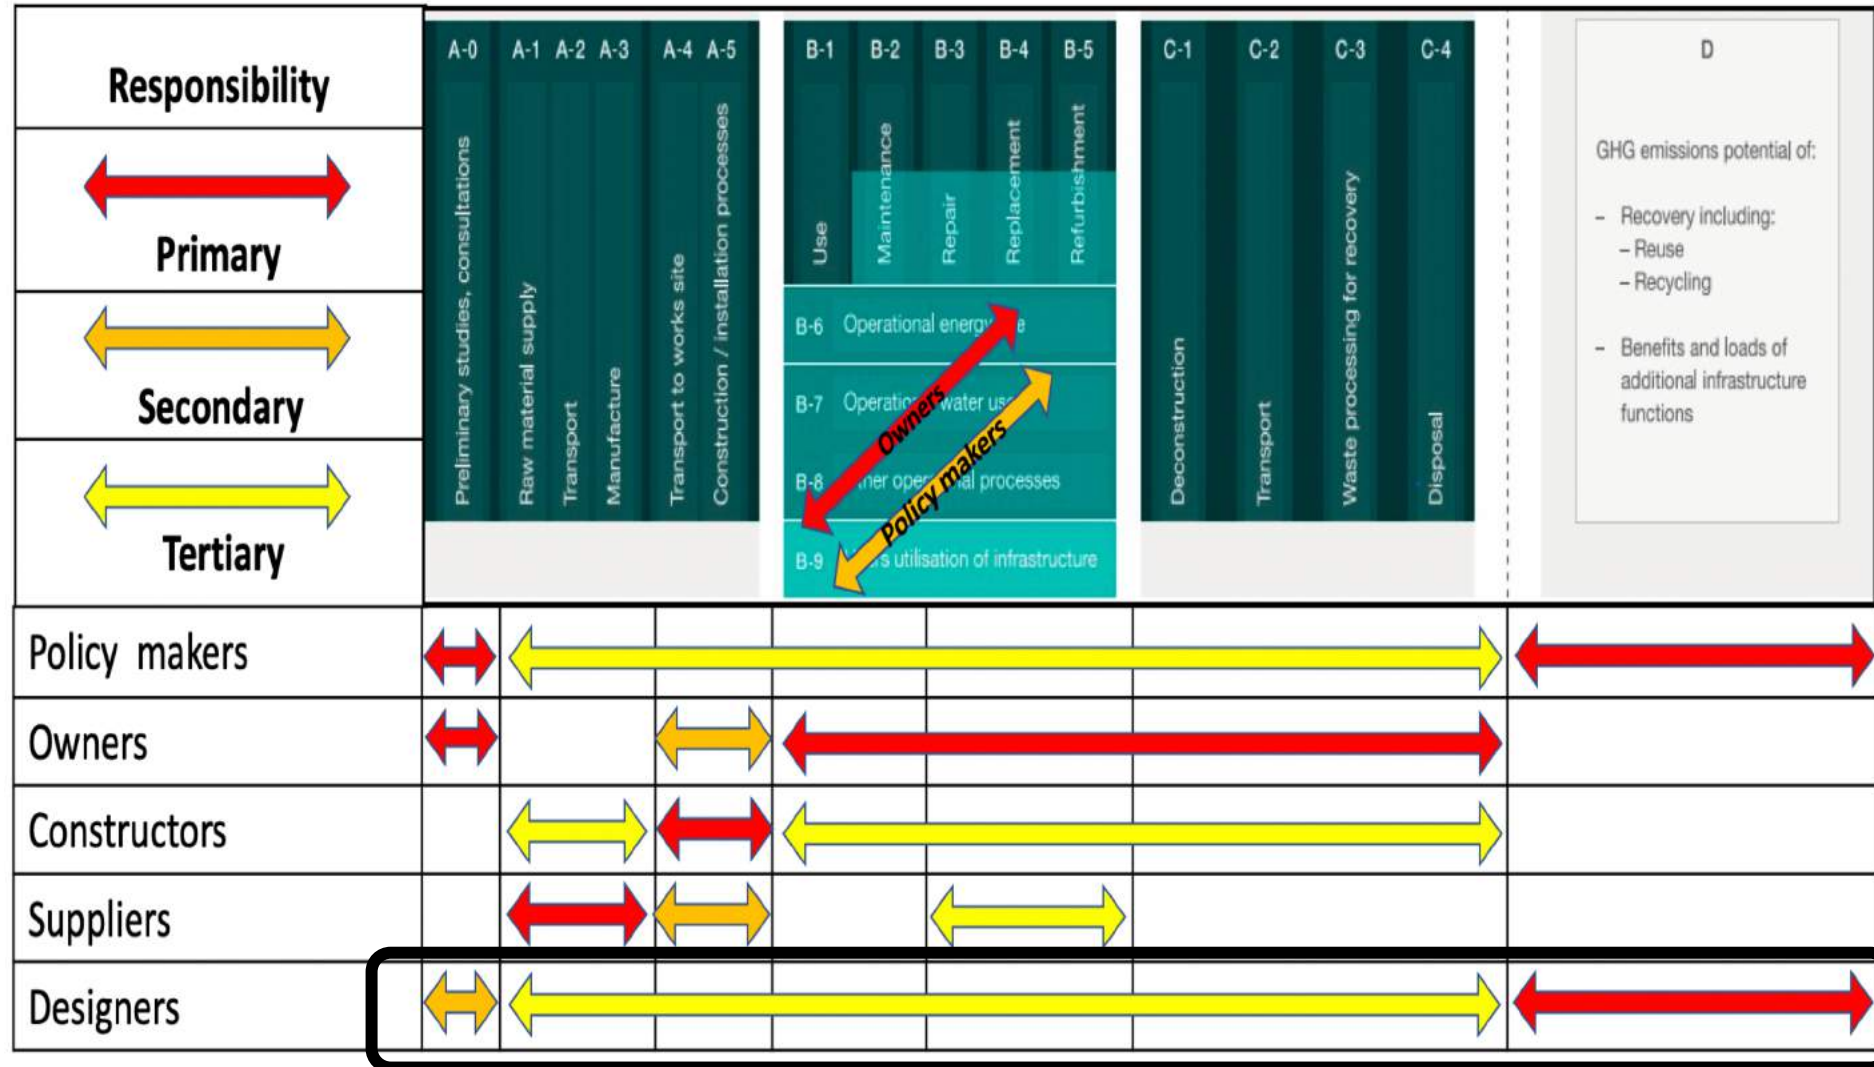 Responsibility
Primary
Secondary
Tertiary
A-0 A-1 A-2 A-3 A-4 A-5
Preliminary studies, consultations
Raw material supply
Transport
Manufacture
Transport to works site
Construction / installation processes
B-1 B-2 B-3 B-4 B-5
Use
Maintenance
Repair
Replacement
Refurbishment
B-6 Operational energy
B-7 water
B-8 processes
B-9 utilisation of infrastructure
Owners
Policy makers
C-1 C-2 C-3 C-4
Deconstruction
Transport
Waste processing for recovery
Disposal
D
GHG emissions potential of:
– Recovery including:
– Reuse
– Recycling
– Benefits and loads of
additional infrastructure
functions
Policy makers
Owners
Constructors
Suppliers
Designers